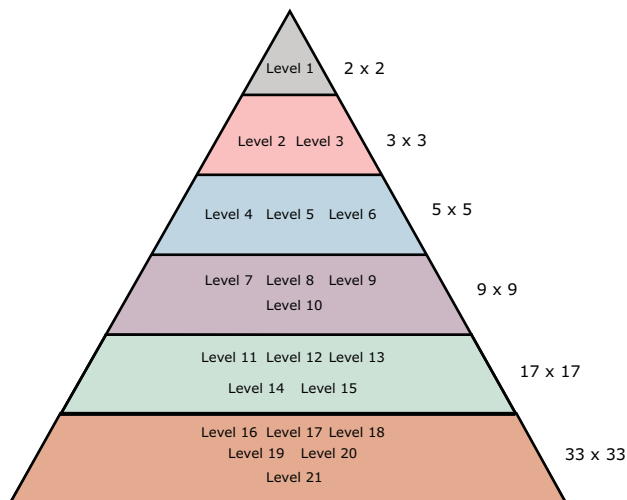 Level 1 2 x 2
Level 2 Level 3 3 x 3
Level 4 Level 5 Level 6 5 x 5
Level 7 Level 8 Level 9 9 x 9
Level 10
Level 11 Level 12 Level 13 17 x 17
Level 14 Level 15
Level 16 Level 17 Level 18
Level 19 Level 20 33 x 33
Level 21